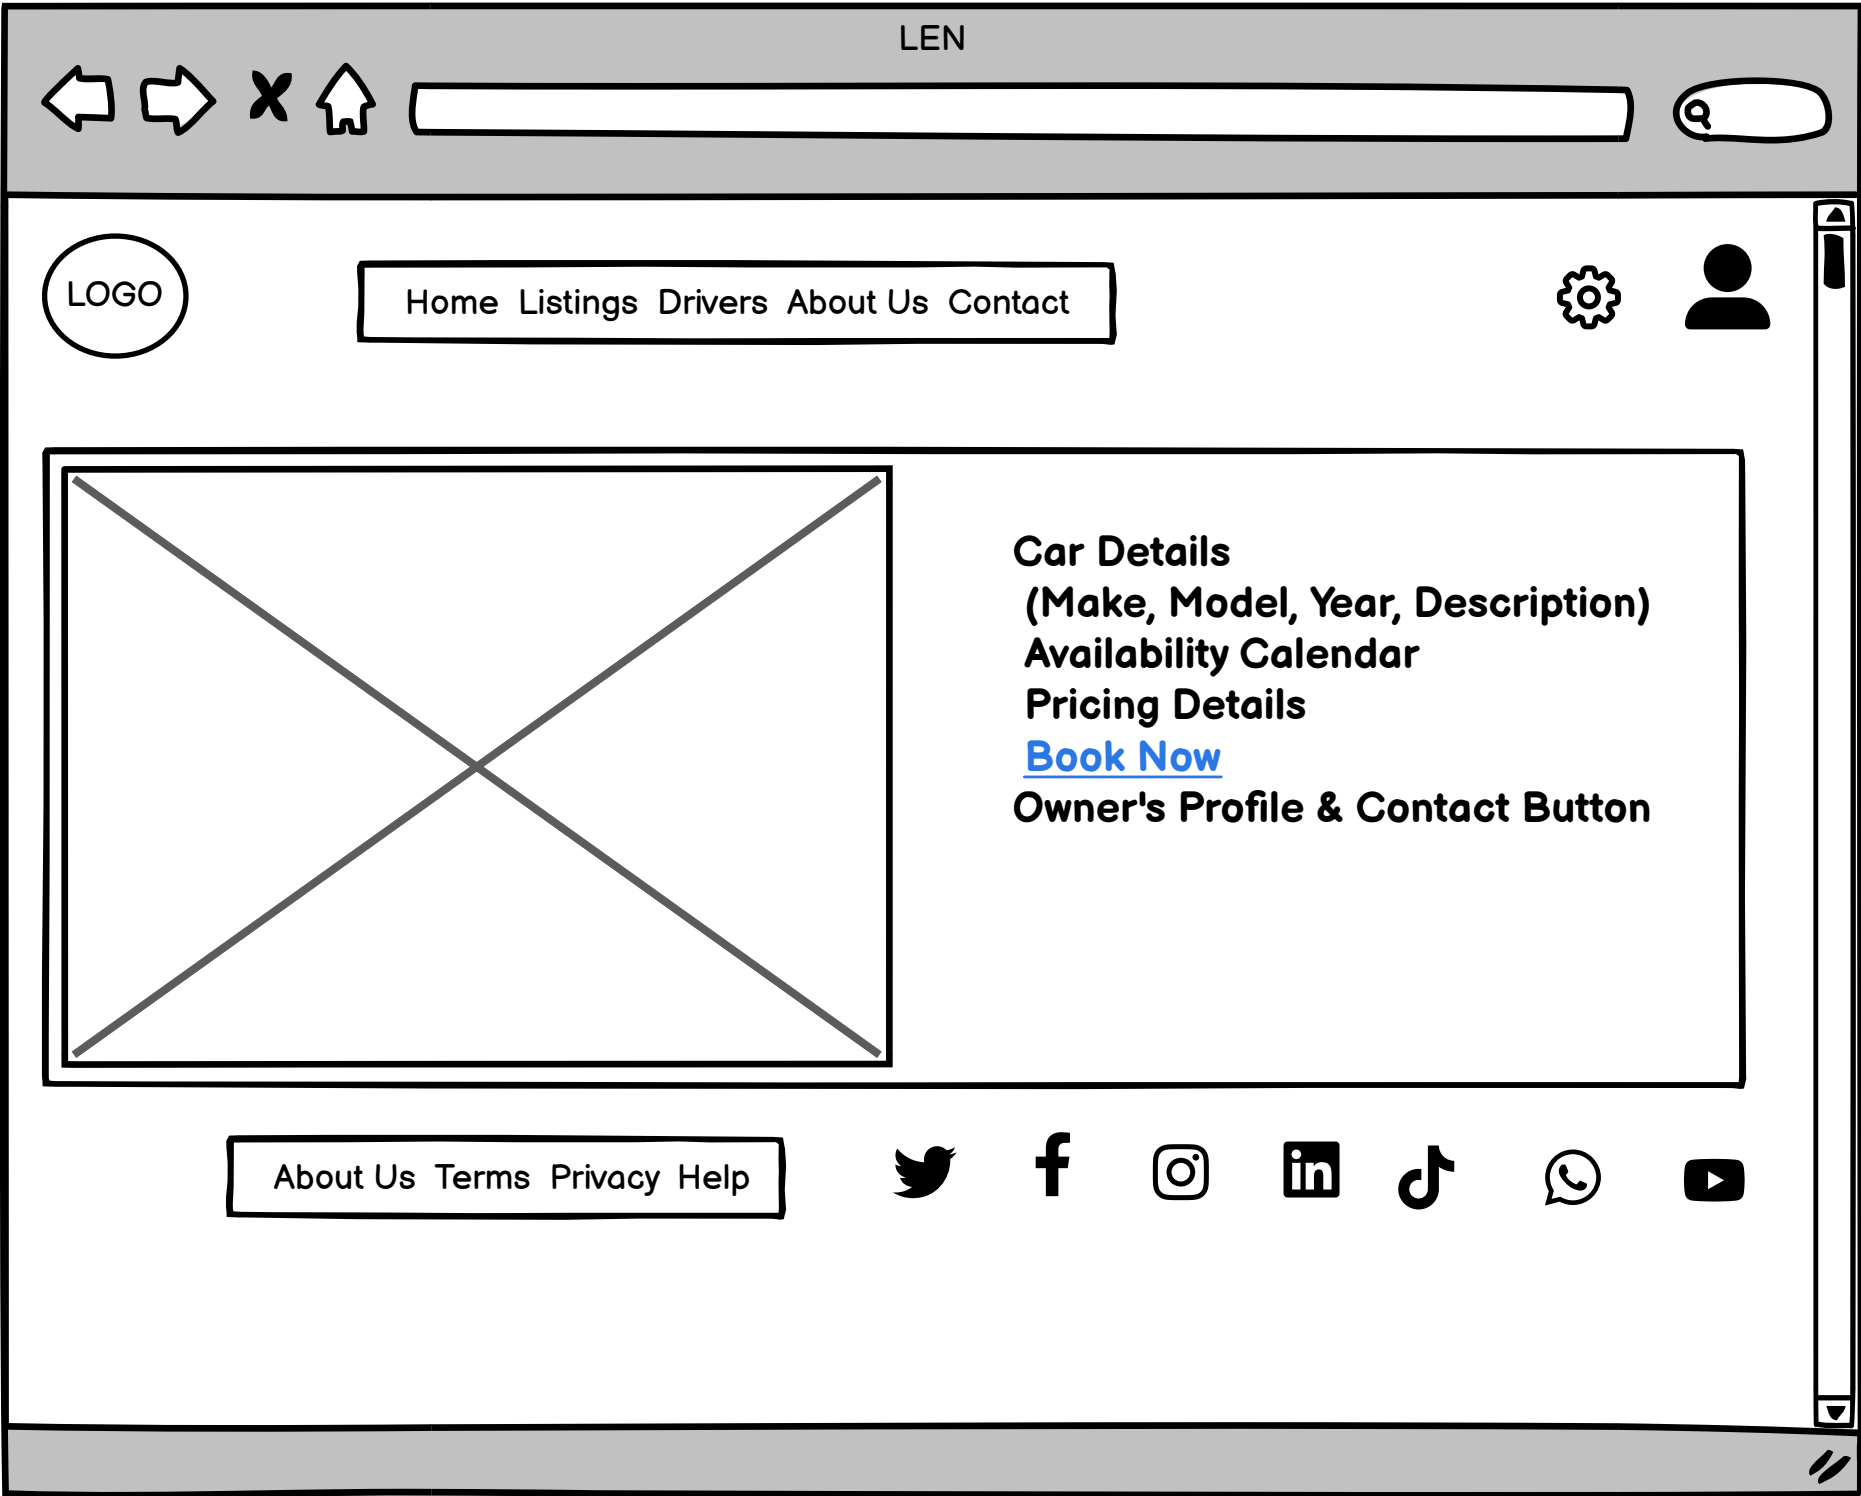 LEN
LOGO
Home Listings Drivers About Us Contact
Car Details
(Make, Model, Year, Description)
Availability Calendar
Pricing Details
Book Now
Owner's Profile & Contact Button
About Us Terms Privacy Help
in